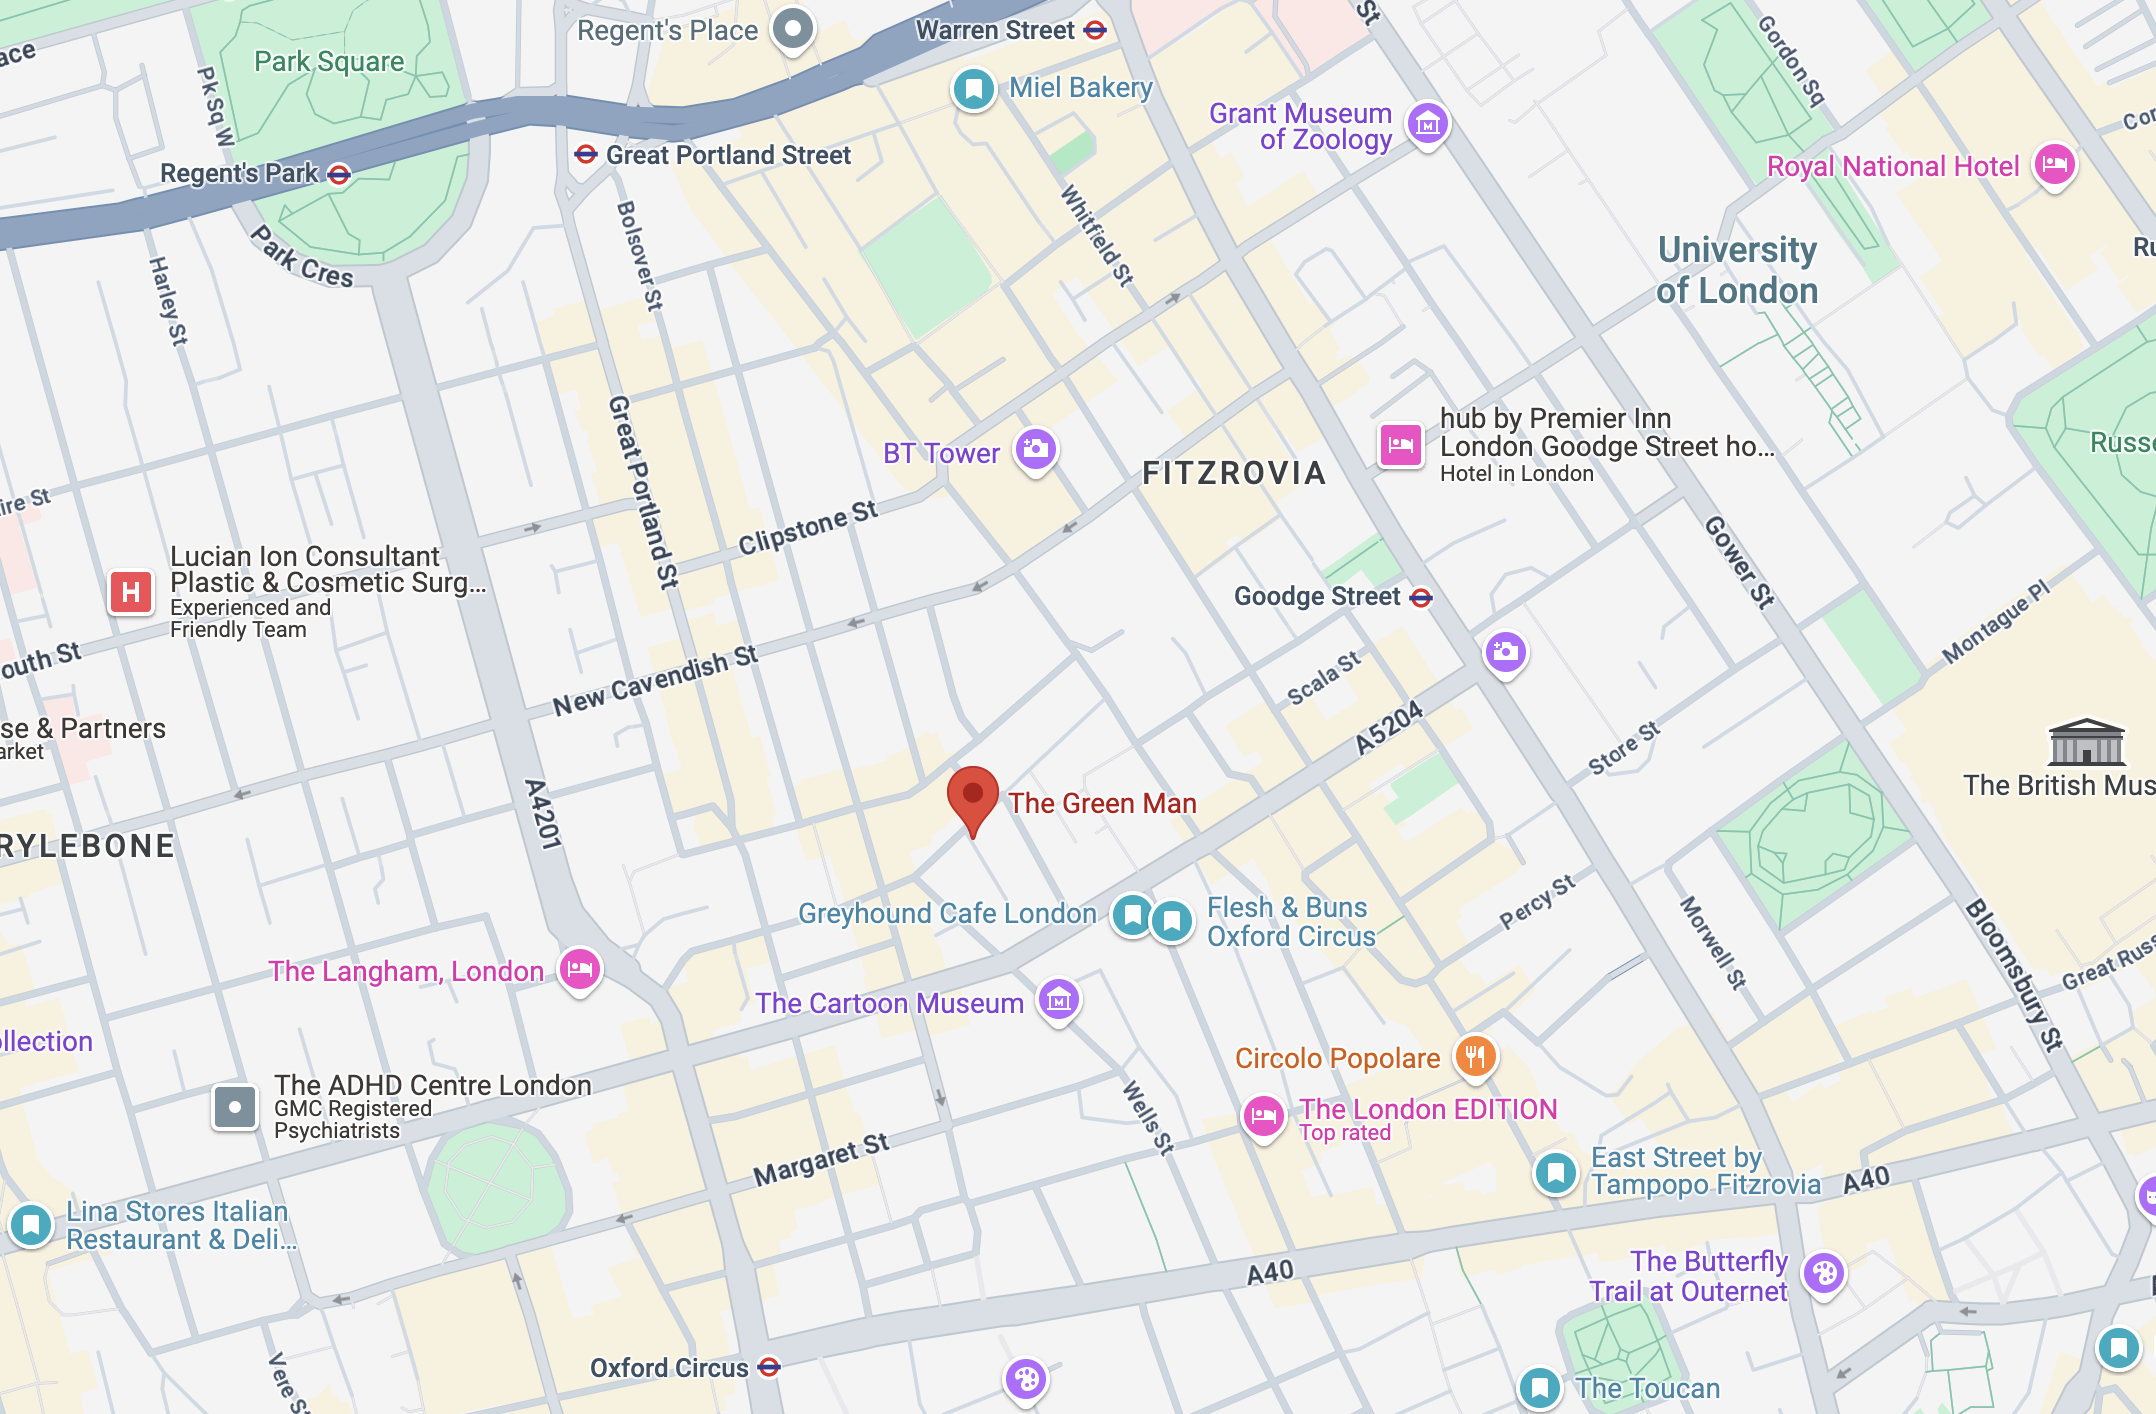 ace
Park Square
Pk Sq W
Regent's Place
Warren Street
Miel Bakery
Gordon Sq
Grant Museum
of Zoology
Cor
Great Portland Street
Regent's Park
Royal National Hotel
Park Cres
Harley St
Bolsover St
Whitfield St
St
University
of London
Ru
Great Portland St
BT Tower
FITZROVIA
hub by Premier Inn
London Goodge Street ho...
Hotel in London
Russe
ire St
Clipstone St
Gower St
Lucian Ion Consultant
Plastic & Cosmetic Surg...
Experienced and
Friendly Team
H
Goodge Street
Montague Pl
outh St
New Cavendish St
Scala St
A5204
Store St
se & Partners
arket
The British Mus
A4201
The Green Man
RYLEBONE
Percy St
Morwell St
Bloomsbury St
Great Russe
Greyhound Cafe London
Flesh & Buns
Oxford Circus
The Langham, London
The Cartoon Museum
M
M
ollection
Circolo Popolare
The ADHD Centre London
GMC Registered
Psychiatrists
Wells St
The London EDITION
Top rated
Margaret St
East Street by
Tampopo Fitzrovia
A40
Lina Stores Italian
Restaurant & Deli...
A40
The Butterfly
Trail at Outernet
Vere St
Oxford Circus
The Toucan